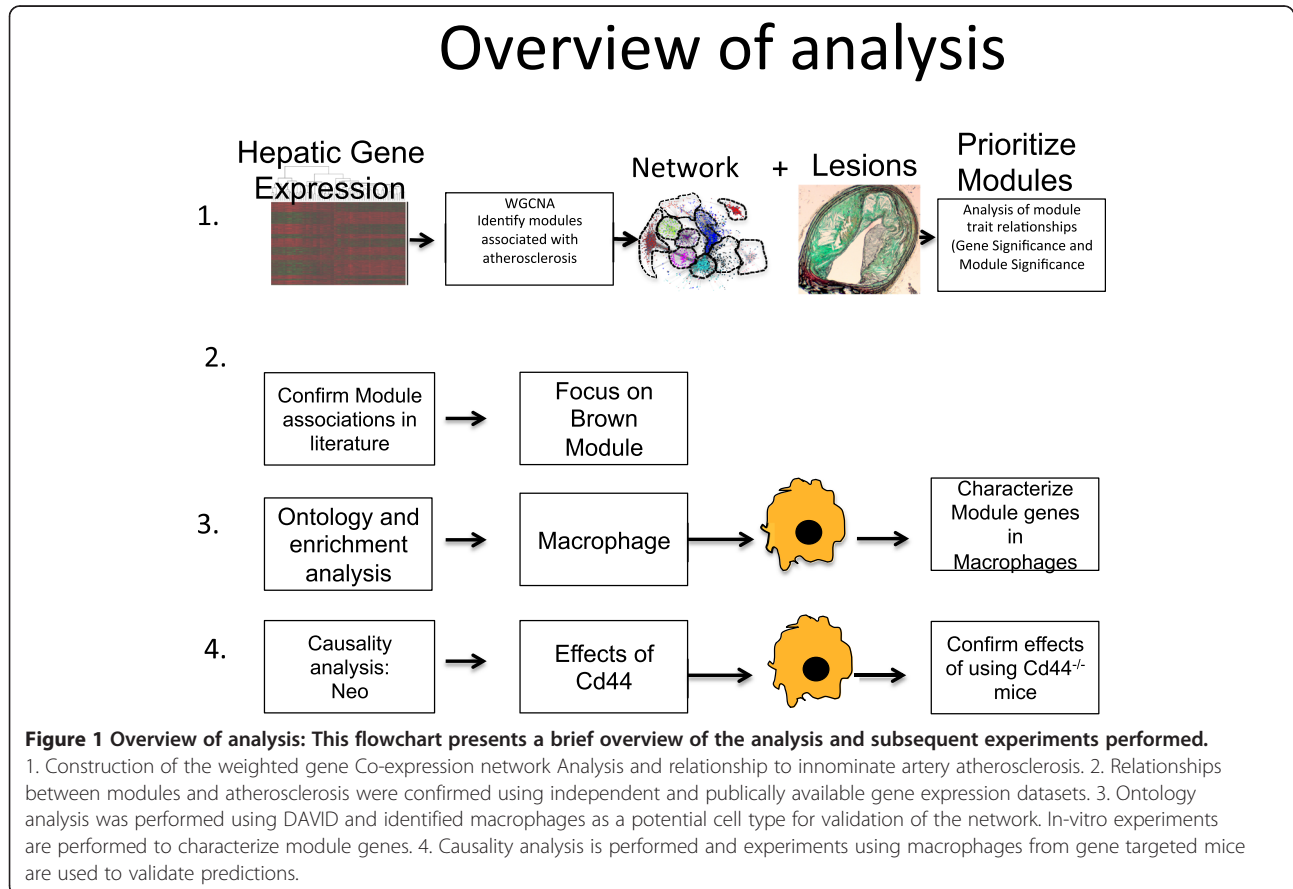 Overview of analysis
Hepatic Gene
Expression
Network + Lesions
Prioritize
Modules
1.
WGCNA
Identify modules
associated with
atherosclerosis
Analysis of module
trait relationships
(Gene Significance and
Module Significance
2.
Confirm Module
associations in
literature
Focus on
Brown
Module
3.
Ontology and
enrichment
analysis
Macrophage
Characterize
Module genes
in
Macrophages
4.
Causality
analysis:
Neo
Effects of
Cd44
Confirm effects
of using Cd44-/-
mice
Figure 1 Overview of analysis: This flowchart presents a brief overview of the analysis and subsequent experiments performed.
1. Construction of the weighted gene Co-expression network Analysis and relationship to innominate artery atherosclerosis. 2. Relationships
between modules and atherosclerosis were confirmed using independent and publically available gene expression datasets. 3. Ontology
analysis was performed using DAVID and identified macrophages as a potential cell type for validation of the network. In-vitro experiments
are performed to characterize module genes. 4. Causality analysis is performed and experiments using macrophages from gene targeted mice
are used to validate predictions.